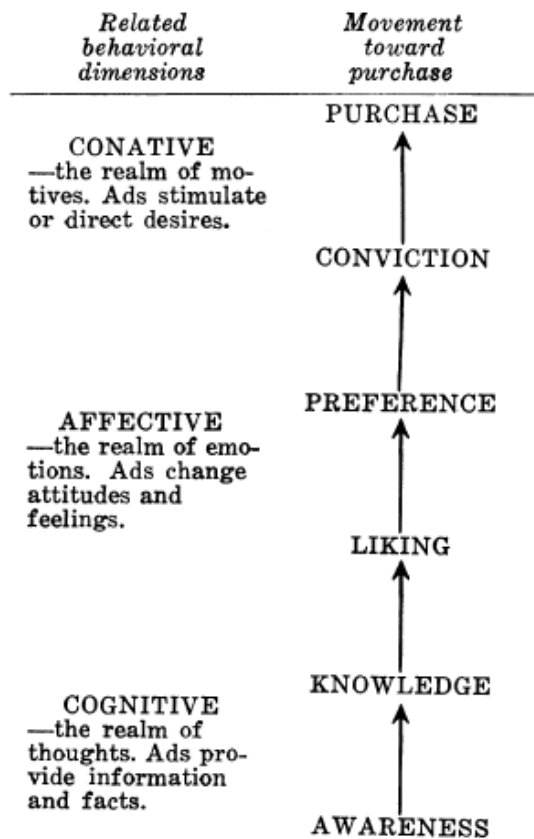 Related
behavioral
dimensions
Movement
toward
purchase
PURCHASE
CONATIVE
—the realm of mo-
tives. Ads stimulate
or direct desires.
CONVICTION
PREFERENCE
AFFECTIVE
—the realm of emo-
tions. Ads change
attitudes and
feelings.
LIKING
KNOWLEDGE
COGNITIVE
—the realm of
thoughts. Ads pro-
vide information
and facts.
AWARENESS